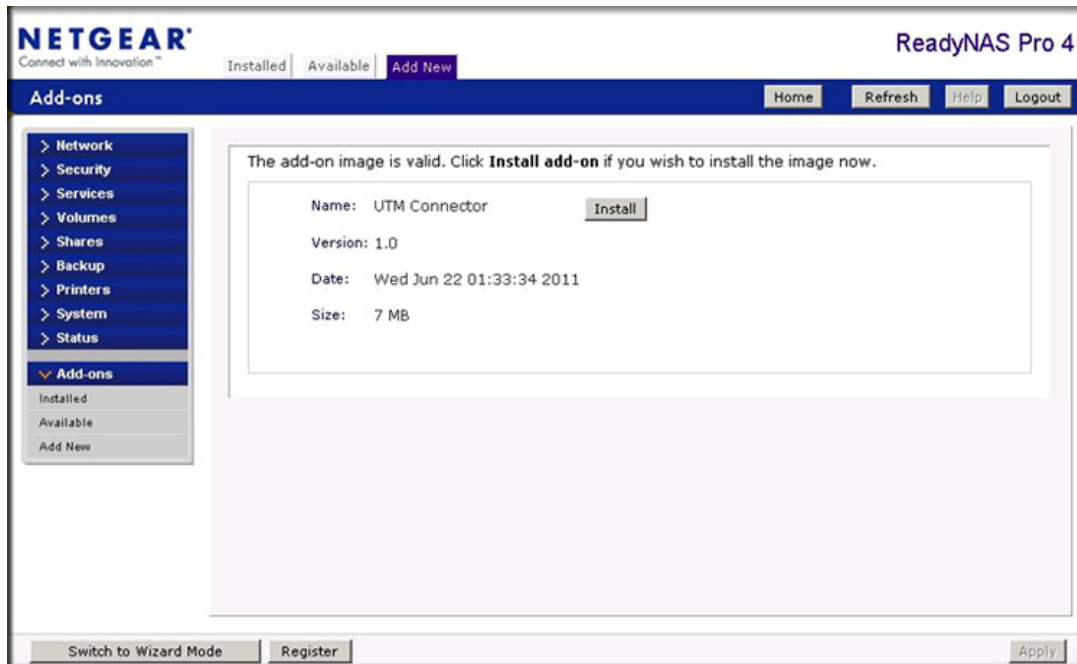 NETGEAR®
Connect with Innovation™
ReadyNAS Pro 4
Installed
Available
Add New
Add-ons
Home
Refresh
Help
Logout
> Network
> Security
> Services
> Volumes
> Shares
> Backup
> Printers
> System
> Status
Add-ons
Installed
Available
Add New
The add-on image is valid. Click Install add-on if you wish to install the image now.
Name: UTM Connector
Install
Version: 1.0
Date: Wed Jun 22 01:33:34 2011
Size: 7 MB
Switch to Wizard Mode
Register
Apply